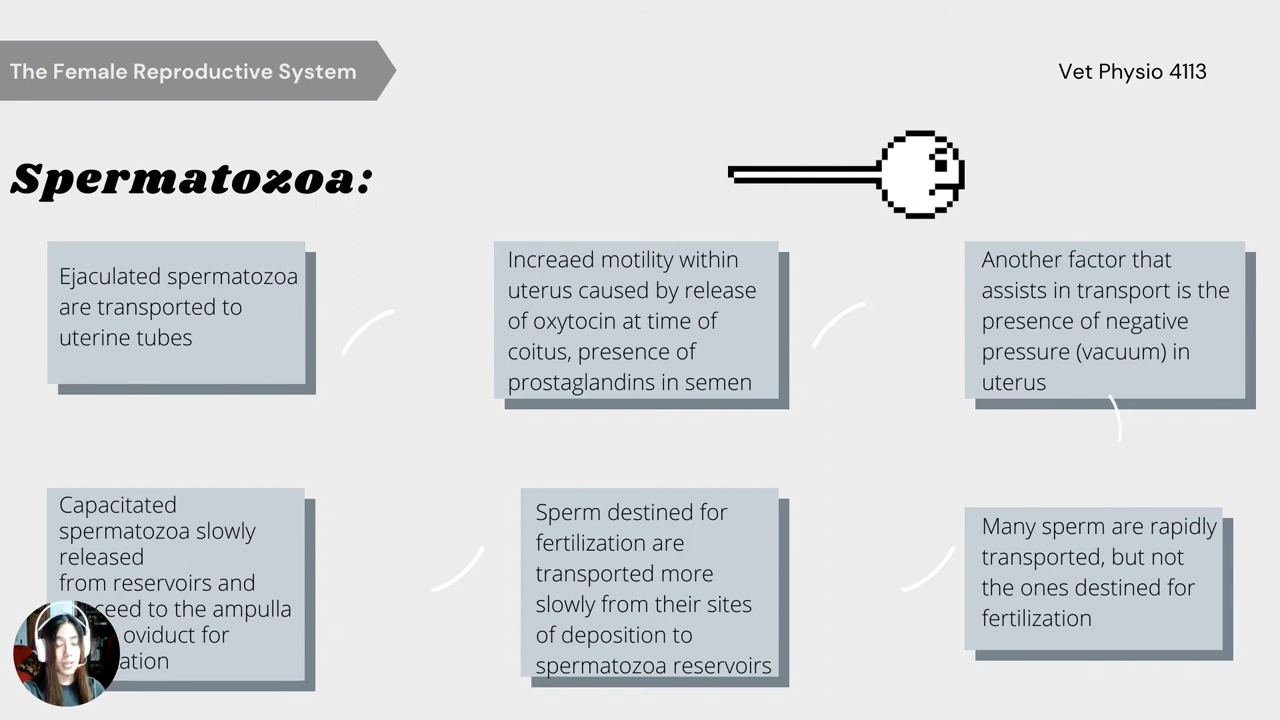 The Female Reproductive System
Vet Physio 4113
Spermatozoa:
Ejaculated spermatozoa
are transported to
uterine tubes
Increaed motility within
uterus caused by release
of oxytocin at time of
coitus, presence of
prostaglandins in semen
Another factor that
assists in transport is the
presence of negative
pressure (vacuum) in
uterus
Many sperm are rapidly
transported, but not
the ones destined for
fertilization
Sperm destined for
fertilization are
transported more
slowly from their sites
of deposition to
spermatozoa reservoirs
Capacitated
spermatozoa slowly
released
from reservoirs and
to the ampulla
oviduct for